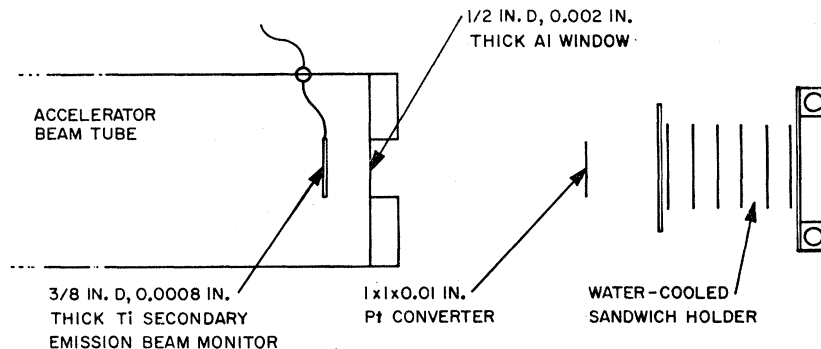 1/2 IN. D, 0.002 IN.
THICK Al WINDOW
ACCELERATOR
BEAM TUBE
3/8 IN. D, 0.0008 IN.
THICK Ti SECONDARY
EMISSION BEAM MONITOR
1x1x0.01 IN.
Pt CONVERTER
WATER-COOLED
SANDWICH HOLDER